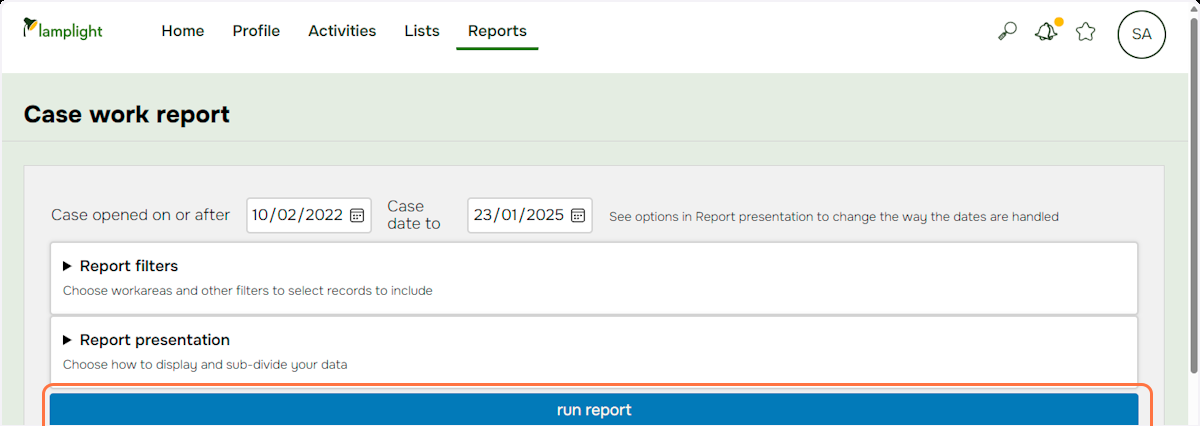 lamplight
Home Profile Activities Lists Reports
SA
Case work report
Case opened on or after 10/02/2022 Case date to 23/01/2025 See options in Report presentation to change the way the dates are handled
Report filters
Choose workareas and other filters to select records to include
Report presentation
Choose how to display and sub-divide your data
run report